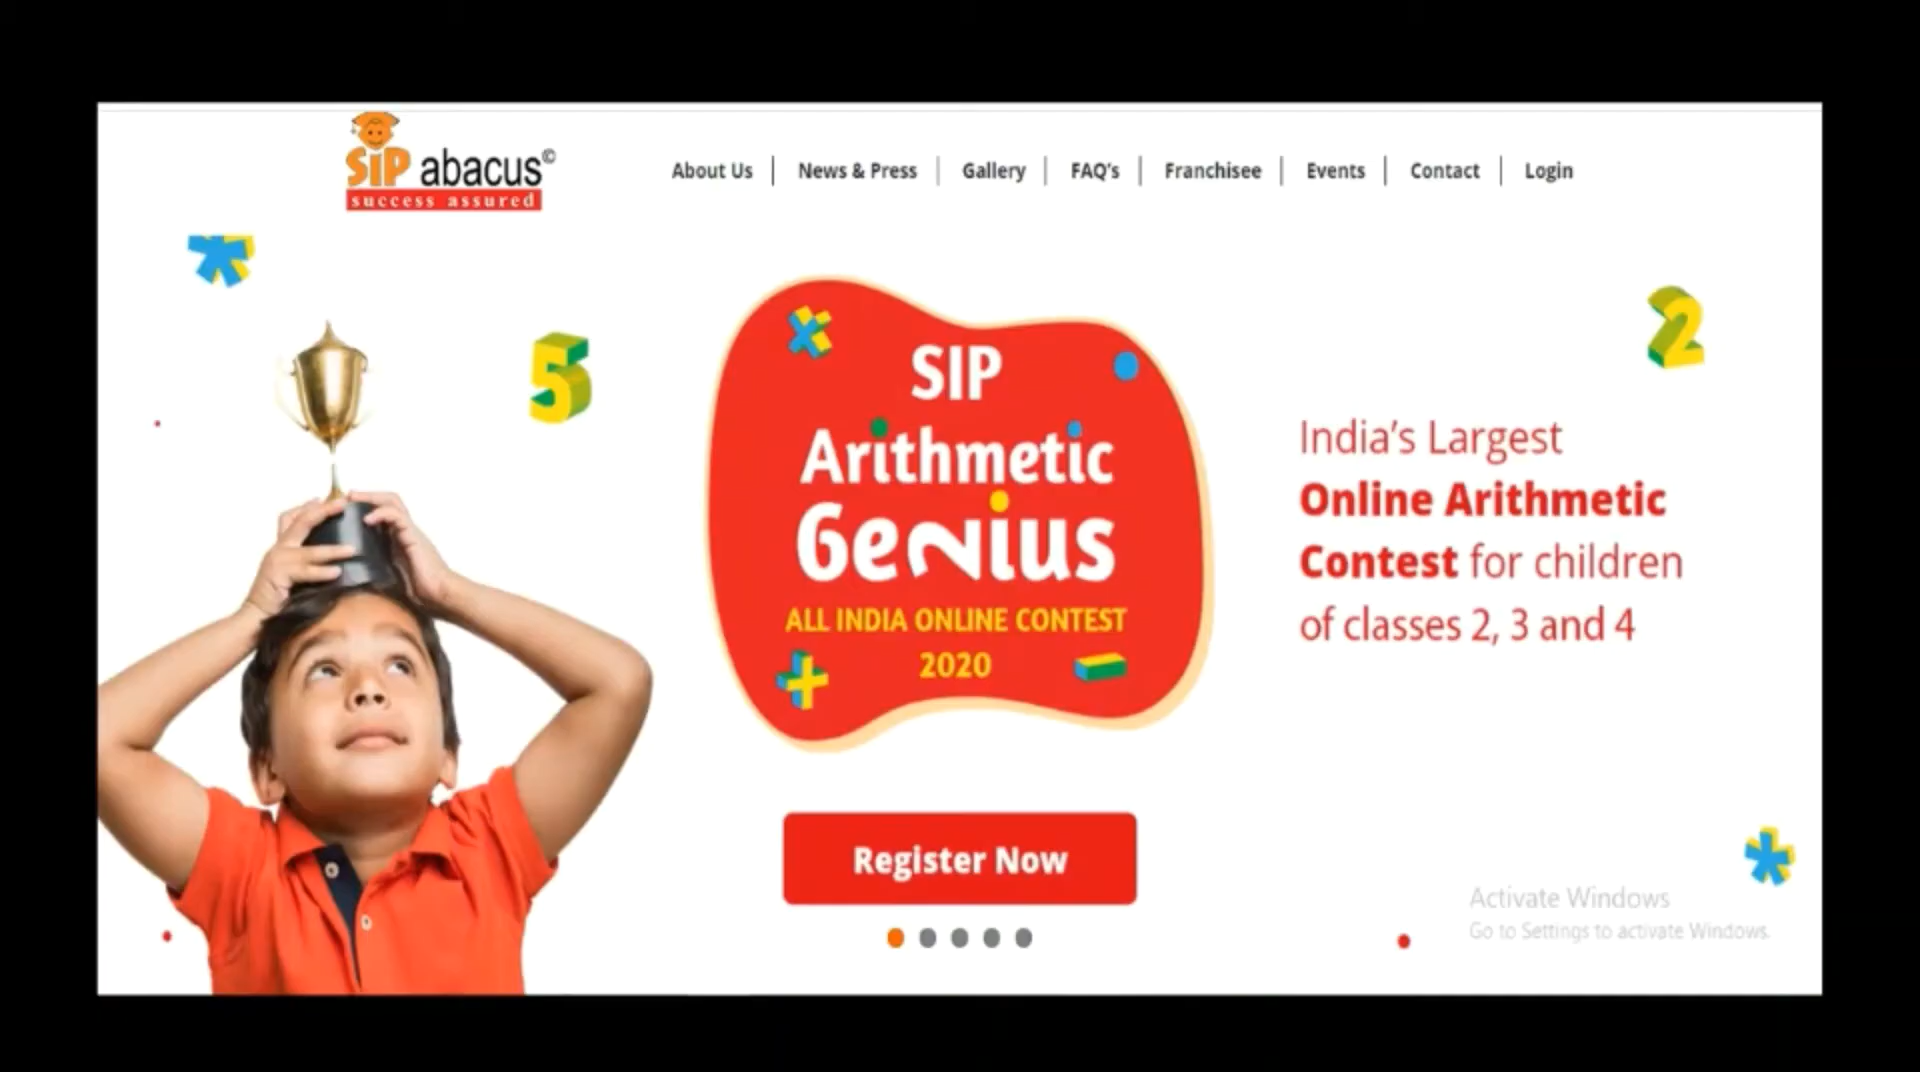 SiP abacus©
success assured
About Us | News & Press | Gallery | FAQ's | Franchisee | Events | Contact | Login
5
2
SIP
Arithmetic
Genius
ALL INDIA ONLINE CONTEST
2020
India's Largest
Online Arithmetic
Contest for children
of classes 2, 3 and 4
Register Now
Activate Windows
Go to Settings to activate Windows.